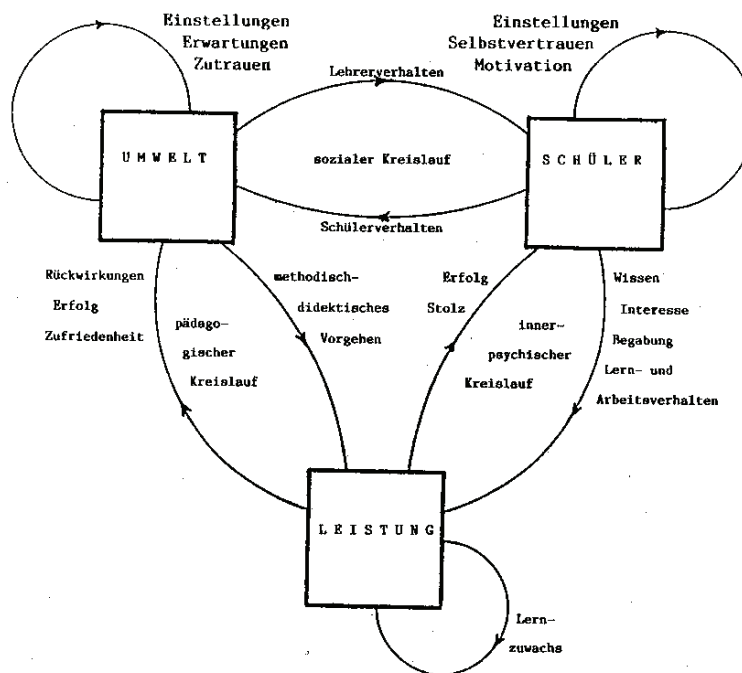 Einstellungen
Erwartungen
Zutrauen
Einstellungen
Selbstvertrauen
Motivation
Lehrerverhalten
UMWELT
sozialer Kreislauf
SCHÜLER
Schülerverhalten
Rückwirkungen
Erfolg
Zufriedenheit
pädago-
gischer
Kreislauf
methodisch-
didektisches
Vorgehen
Erfolg
Stolz
inner-
psychischer
Kreislauf
Wissen
Interesse
Begabung
Lern- und
Arbeitsverhalten
LEISTUNG
Lern-
zuwachs